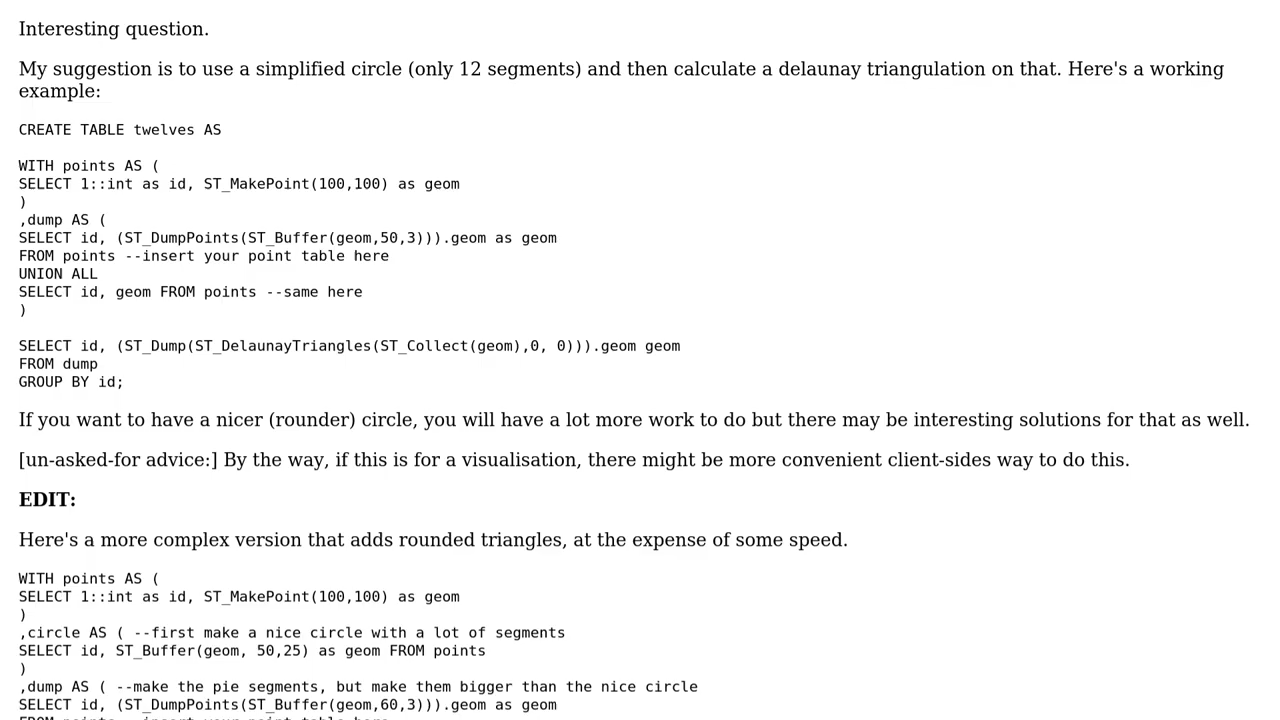 Interesting question.
My suggestion is to use a simplified circle (only 12 segments) and then calculate a delaunay triangulation on that. Here's a working
example:
CREATE TABLE twelves AS
WITH points AS (
SELECT 1::int as id, ST_MakePoint(100,100) as geom
)
,dump AS (
SELECT id, (ST_DumpPoints(ST_Buffer(geom,50,3))).geom as geom
FROM points --insert your point table here
UNION ALL
SELECT id, geom FROM points --same here
)
SELECT id, (ST_Dump(ST_DelaunayTriangles(ST_Collect(geom),0, 0))).geom geom
FROM dump
GROUP BY id;
If you want to have a nicer (rounder) circle, you will have a lot more work to do but there may be interesting solutions for that as well.
[un-asked-for advice:] By the way, if this is for a visualisation, there might be more convenient client-sides way to do this.
EDIT:
Here's a more complex version that adds rounded triangles, at the expense of some speed.
WITH points AS (
SELECT 1::int as id, ST_MakePoint(100,100) as geom
)
,circle AS ( --first make a nice circle with a lot of segments
SELECT id, ST_Buffer(geom, 50,25) as geom FROM points
)
,dump AS ( --make the pie segments, but make them bigger than the nice circle
SELECT id, (ST_DumpPoints(ST_Buffer(geom,60,3))).geom as geom
FROM points --insert your point table here